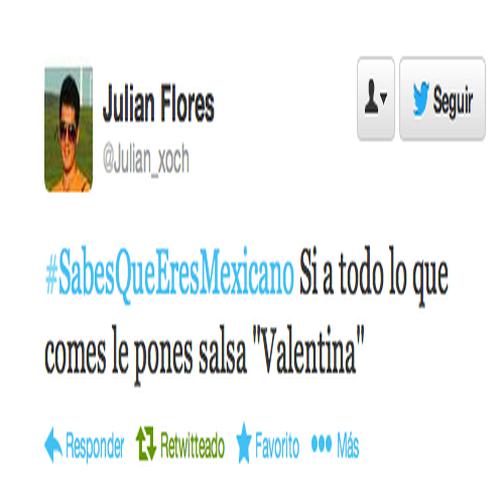 Julian Flores
@Julian_xoch
Seguir
#SabesQueEresMexicano Si a todo lo que
comes le pones salsa "Valentina"
Responder Retwitteado Favorito Más